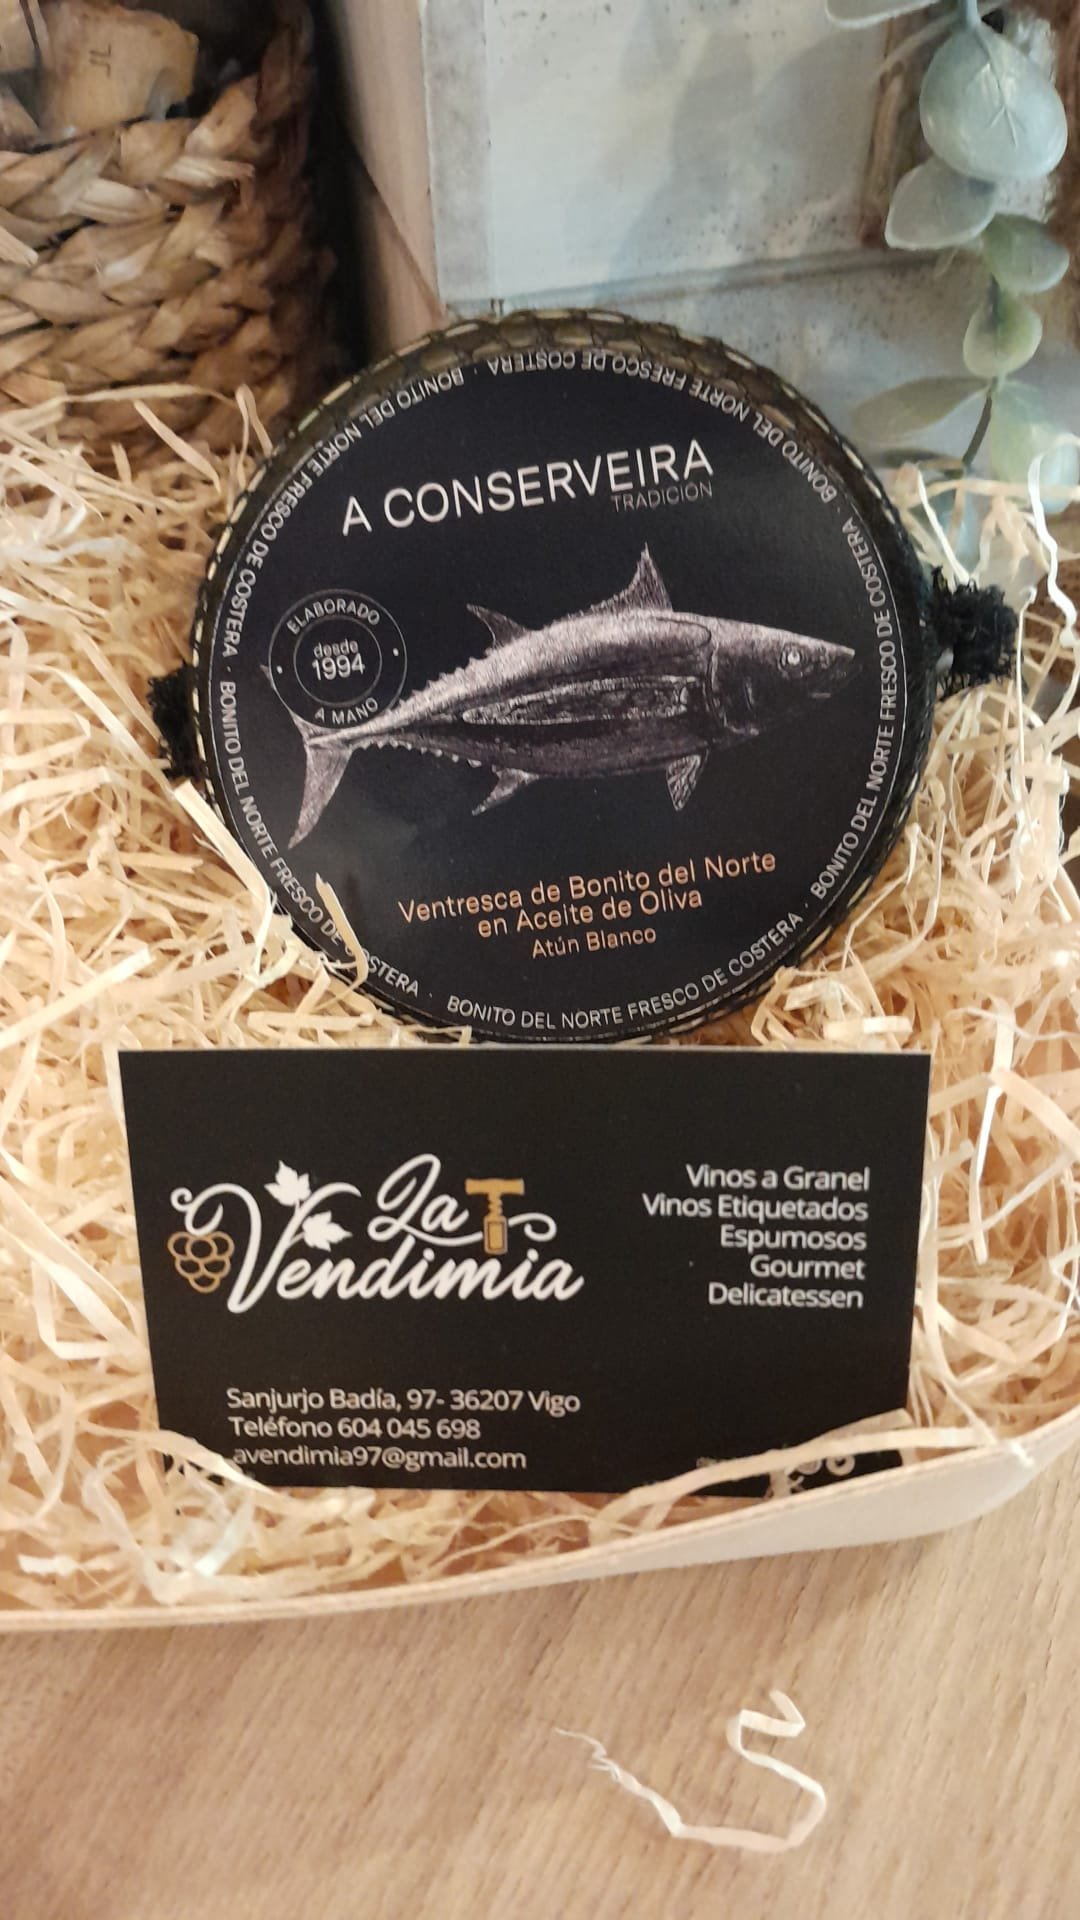 BONITO DEL NORTE FRESCO DE COSTERA · BONITO DEL NORTE FRESCO DE COSTERA · BONITO DEL NORTE FRESCO DE COSTERA · BONITO DEL NORTE FRESCO DE COSTERA ·
A CONSERVEIRA
TRADICIÓN
ELABORADO
desde
1994
A MANO
Ventresca de Bonito del Norte
en Aceite de Oliva
Atún Blanco
La
Vendimia
Vinos a Granel
Vinos Etiquetados
Espumosos
Gourmet
Delicatessen
Sanjurjo Badía, 97- 36207 Vigo
Teléfono 604 045 698
avendimia97@gmail.com